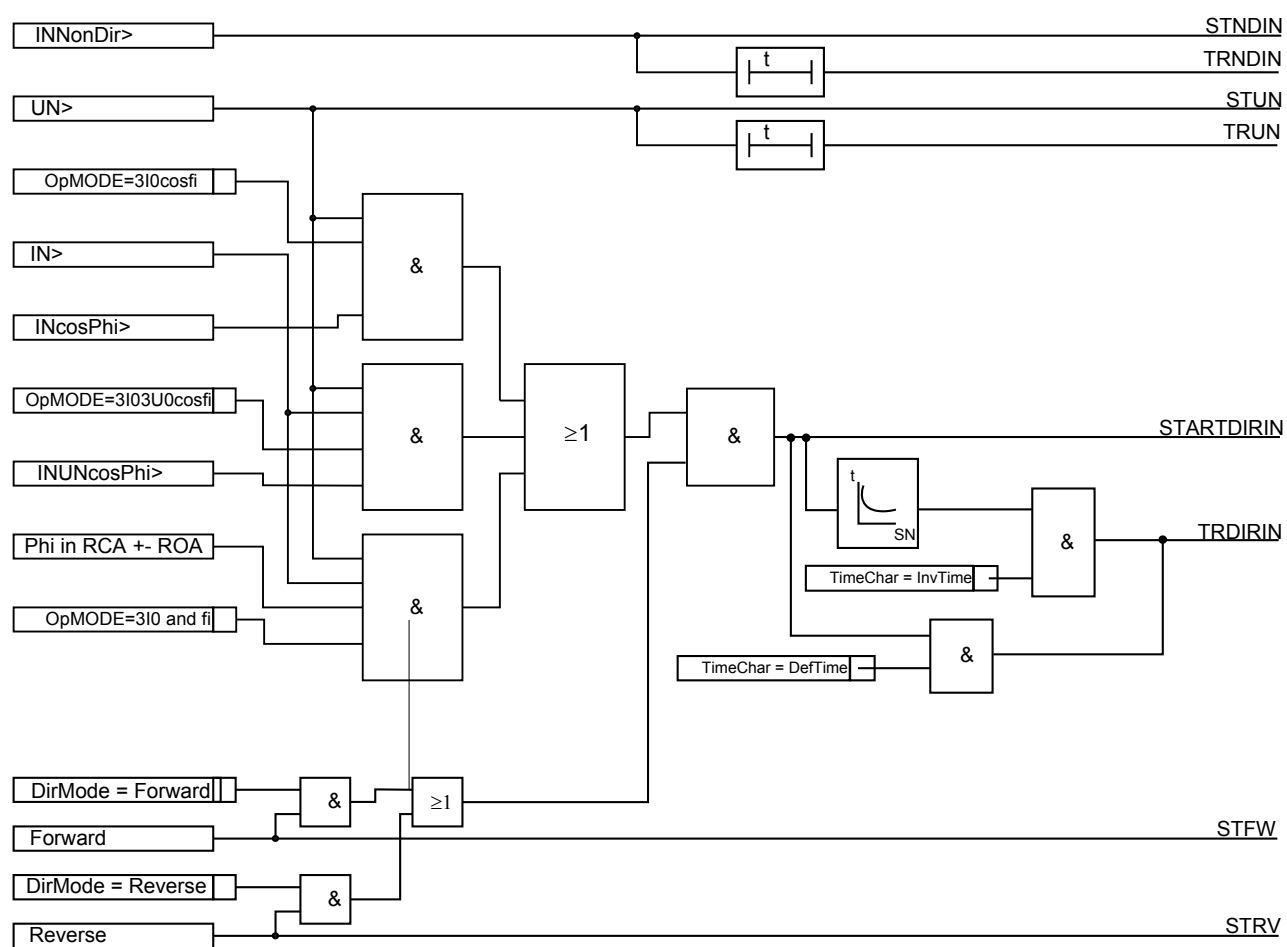 INNonDir>
STNDIN
t
TRNDIN
UN>
STUN
t
TRUN
OpMODE=3I0cosfi
IN>
&
INcosPhi>
OpMODE=3I03U0cosfi
&
≥1
&
STARTDIRIN
INUNcosPhi>
t
SN
Phi in RCA +- ROA
&
TRDIRIN
TimeChar = InvTime
OpMODE=3I0 and fi
&
&
TimeChar = DefTime
DirMode = Forward
&
≥1
Forward
STFW
DirMode = Reverse
&
Reverse
STRV